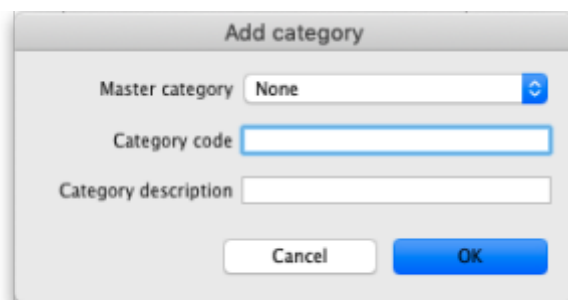 Add category
Master category None
Category code
Category description
Cancel OK